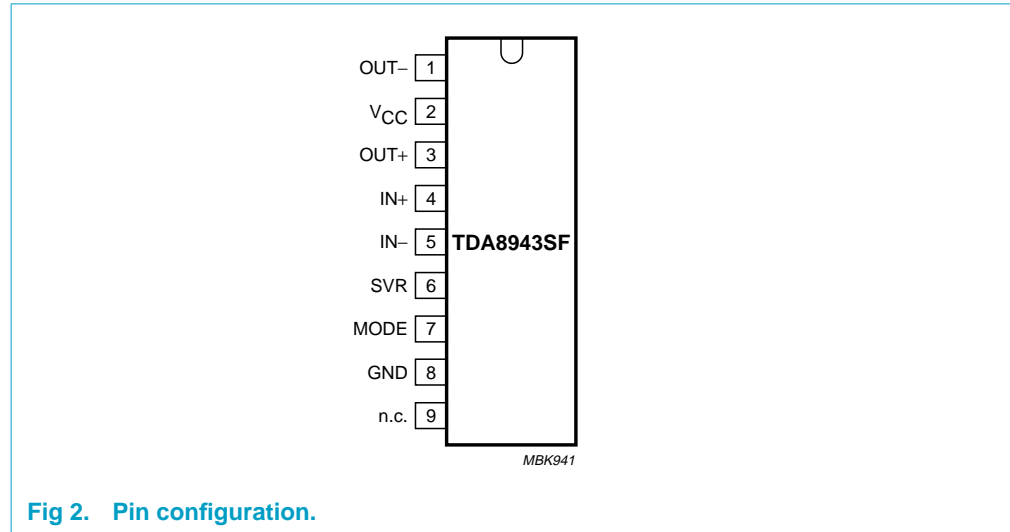 OUT− 1
VCC 2
OUT+ 3
IN+ 4
IN− 5 TDA8943SF
SVR 6
MODE 7
GND 8
n.c. 9
MBK941
Fig 2. Pin configuration.